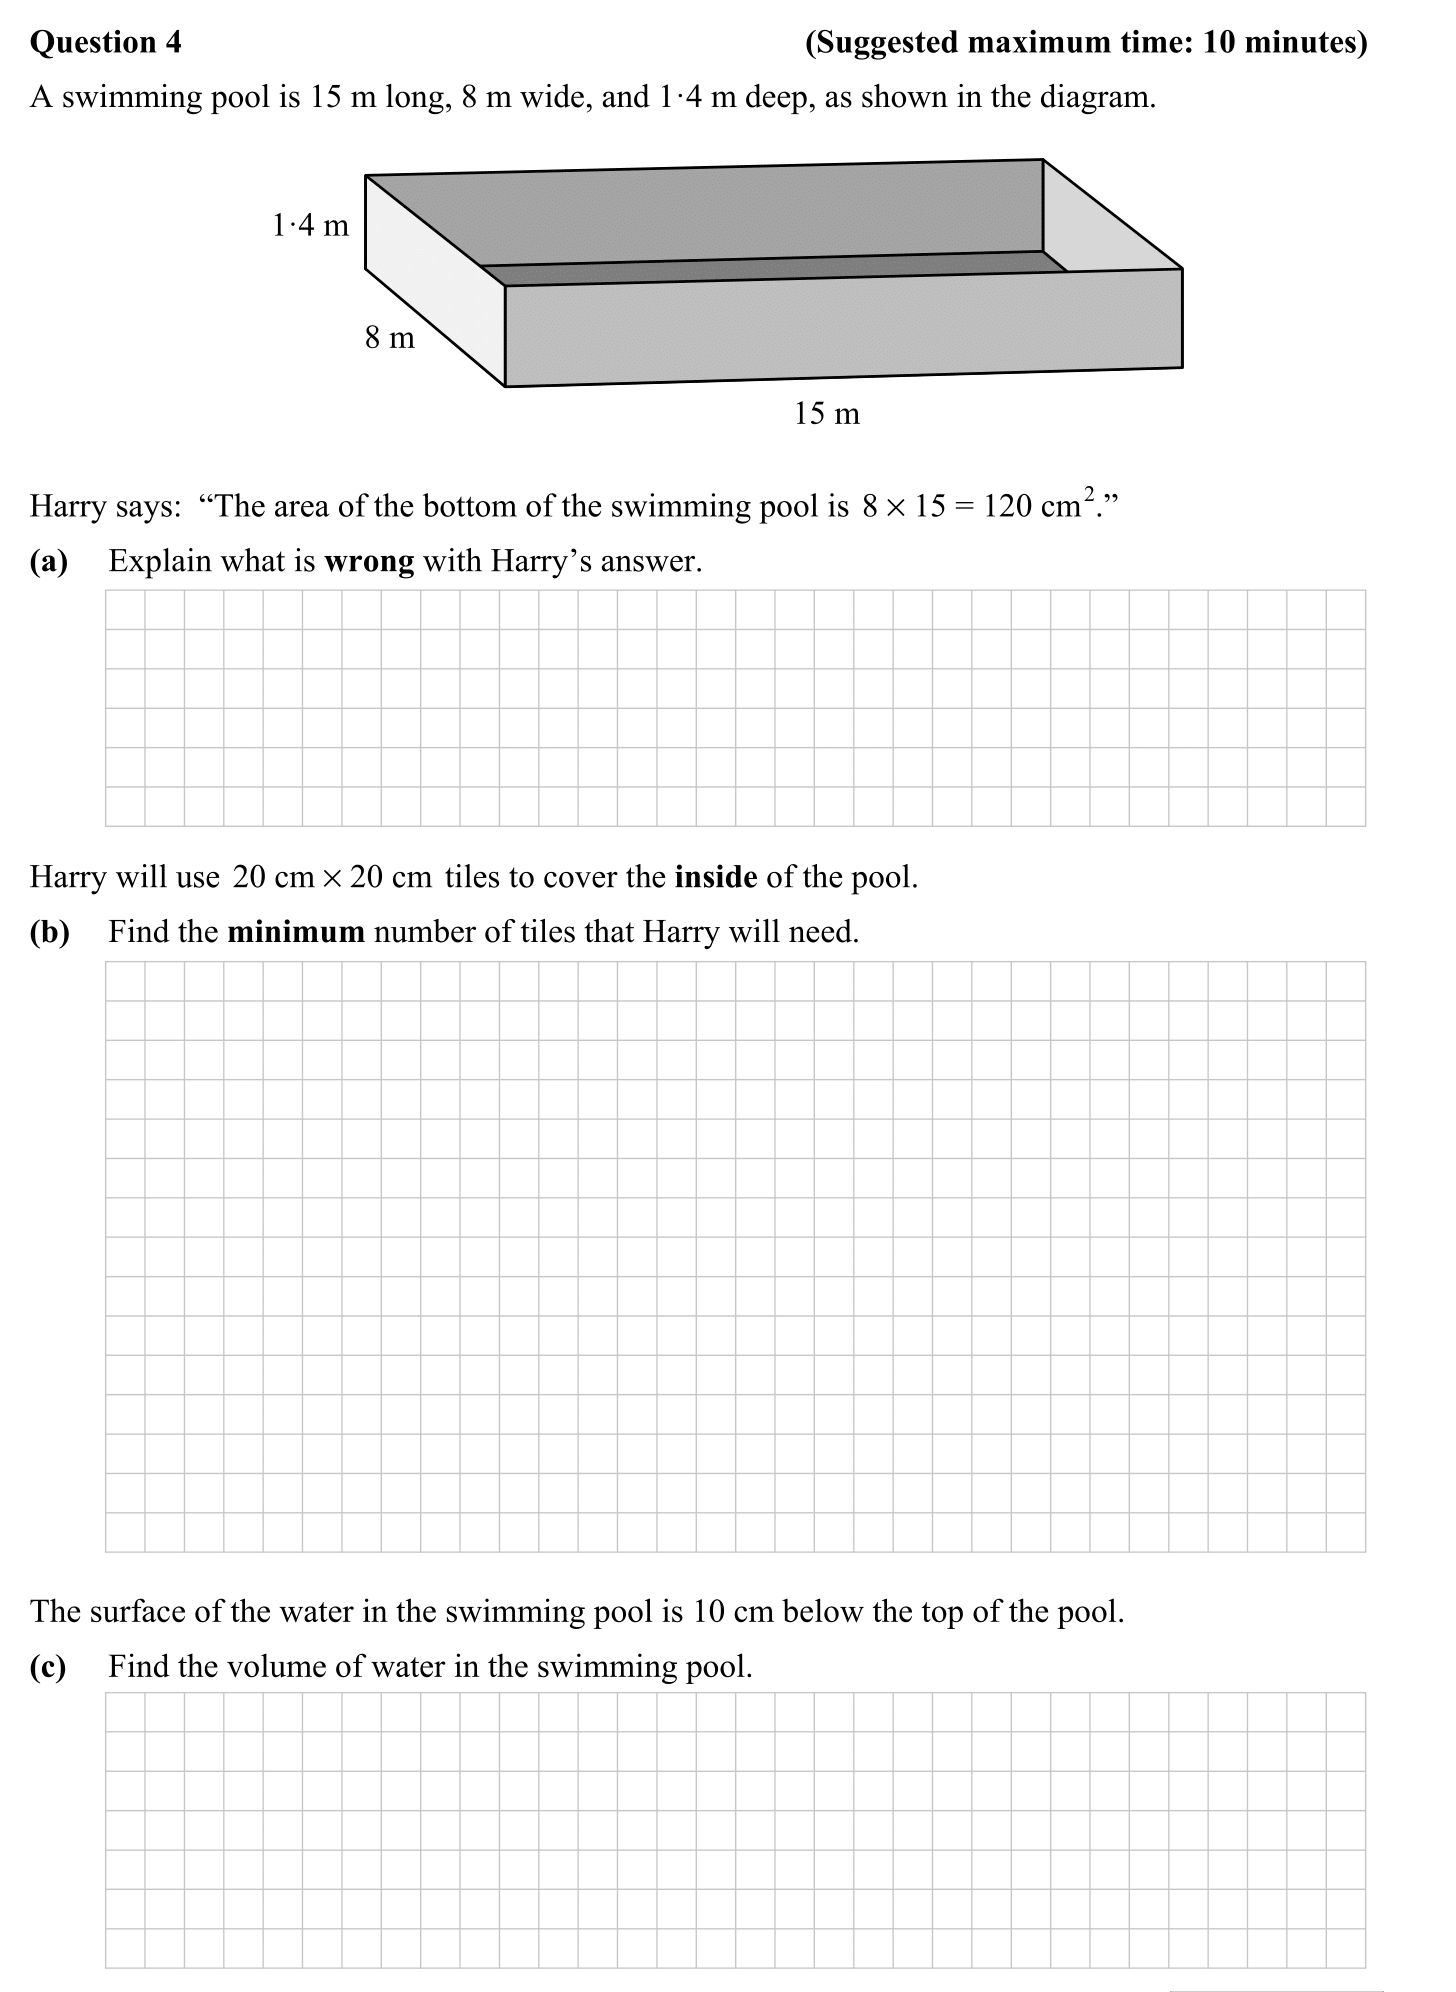 Question 4 (Suggested maximum time: 10 minutes)
A swimming pool is 15 m long, 8 m wide, and 1·4 m deep, as shown in the diagram.
1·4 m
8 m
15 m
Harry says: “The area of the bottom of the swimming pool is 8 × 15 = 120 cm².”
(a) Explain what is wrong with Harry’s answer.
Harry will use 20 cm × 20 cm tiles to cover the inside of the pool.
(b) Find the minimum number of tiles that Harry will need.
The surface of the water in the swimming pool is 10 cm below the top of the pool.
(c) Find the volume of water in the swimming pool.